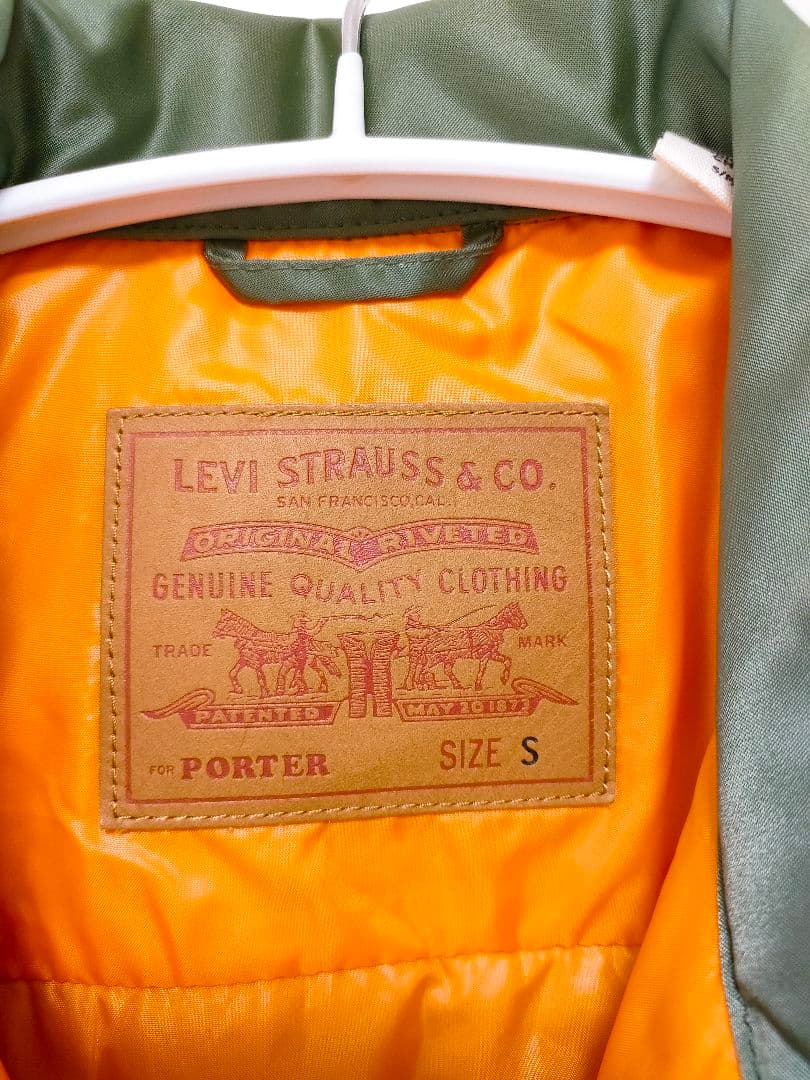 LEVI STRAUSS & CO.
SAN FRANCISCO, CAL.
ORIGINAL RIVETED
GENUINE QUALITY CLOTHING
TRADE MARK
PATENTED MAY 20 1873
FOR PORTER SIZE S